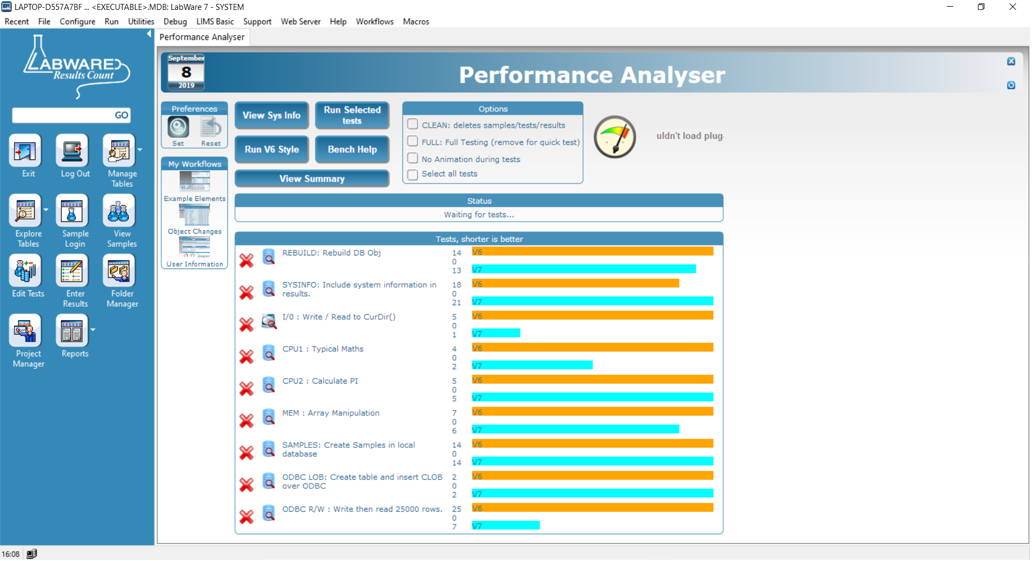 LAPTOP-D557A7BF ... <EXECUTABLE>.MDB: LabWare 7 - SYSTEM
Recent File Configure Run Utilities Debug LIMS Basic Support Web Server Help Workflows Macros
LABWARE
Results Count
GO
Exit
Log Out
Manage
Tables
Explore
Tables
Sample
Login
View
Samples
Edit Tests
Enter
Results
Folder
Manager
Project
Manager
Reports
Performance Analyser
September
8
2019
Performance Analyser
Preferences
Set Reset
My Workflows
Example Elements
Object Changes
User Information
View Sys Info
Run Selected
tests
Run V6 Style
Bench Help
View Summary
Options
CLEAN: deletes samples/tests/results
FULL: Full Testing (remove for quick test)
No Animation during tests
Select all tests
uldn't load plug
Status
Waiting for tests...
Tests, shorter is better
REBUILD: Rebuild DB Obj
14
0
13
V6
V7
SYSINFO: Include system information in
results.
18
0
21
V6
V7
I/0 : Write / Read to CurDir()
5
0
1
V6
V7
CPU1 : Typical Maths
4
0
2
V6
V7
CPU2 : Calculate PI
5
0
5
V6
V7
MEM : Array Manipulation
7
0
6
V6
V7
SAMPLES: Create Samples in local
database
14
0
14
V6
V7
ODBC LOB: Create table and insert CLOB
over ODBC
2
0
2
V6
V7
ODBC R/W : Write then read 25000 rows.
25
0
7
V6
V7
16:08